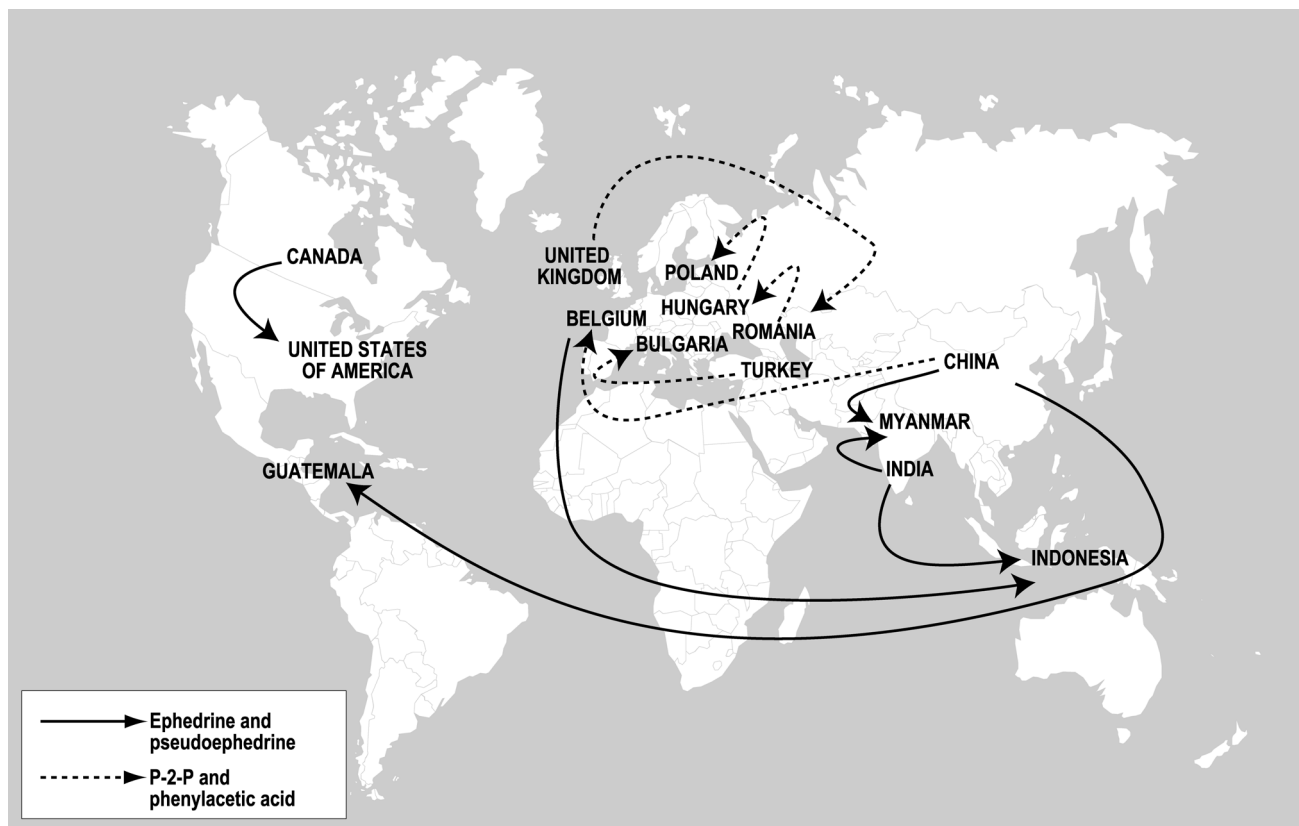 CANADA
UNITED STATES
OF AMERICA
GUATEMALA
UNITED
KINGDOM
POLAND
HUNGARY
BELGIUM
ROMANIA
BULGARIA
TURKEY
CHINA
MYANMAR
INDIA
INDONESIA
Ephedrine and
pseudoephedrine
P-2-P and
phenylacetic acid